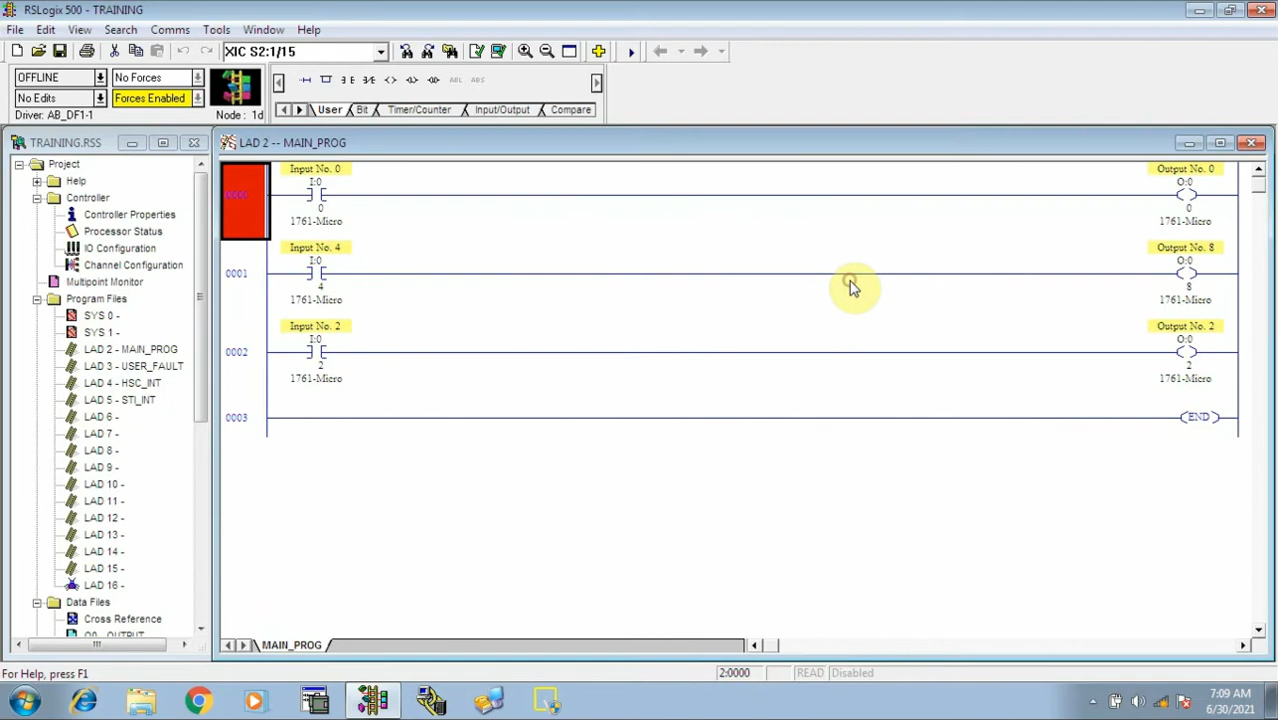 RSLogix 500 - TRAINING
File Edit View Search Comms Tools Window Help
XIC S2:1/15
OFFLINE No Forces
No Edits Forces Enabled
Driver: AB_DF1-1 Node : 1d
ABL ABS
User Bit Timer/Counter Input/Output Compare
TRAINING.RSS
Project
Help
Controller
Controller Properties
Processor Status
IO Configuration
Channel Configuration
Multipoint Monitor
Program Files
SYS 0 -
SYS 1 -
LAD 2 - MAIN_PROG
LAD 3 - USER_FAULT
LAD 4 - HSC_INT
LAD 5 - STI_INT
LAD 6 -
LAD 7 -
LAD 8 -
LAD 9 -
LAD 10 -
LAD 11 -
LAD 12 -
LAD 13 -
LAD 14 -
LAD 15 -
LAD 16 -
Data Files
Cross Reference
O0 - OUTPUT
LAD 2 -- MAIN_PROG
Input No. 0 Output No. 0
I:0 O:0
0000
0 0
1761-Micro 1761-Micro
Input No. 4 Output No. 8
I:0 O:0
0001
4 8
1761-Micro 1761-Micro
Input No. 2 Output No. 2
I:0 O:0
0002
2 2
1761-Micro 1761-Micro
0003 END
MAIN_PROG
For Help, press F1 2:0000 READ Disabled
7:09 AM
6/30/2021